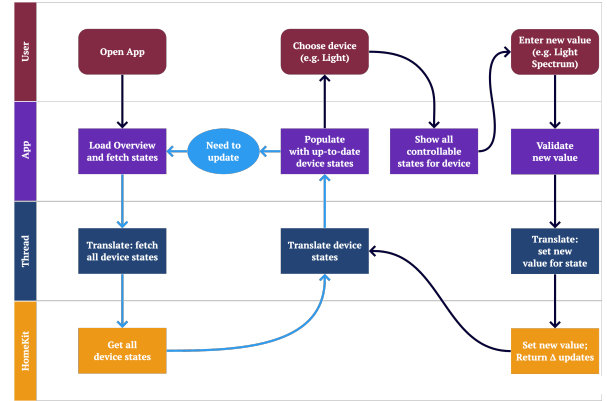 User
Open App
Choose device
(e.g. Light)
Enter new value
(e.g. Light
Spectrum)
App
Load Overview
and fetch states
Need to
update
Populate
with up-to-date
device states
Show all
controllable
states for device
Validate
new value
Thread
Translate: fetch
all device states
Translate device
states
Translate:
set new
value for state
HomeKit
Get all
device states
Set new value;
Return Δ updates